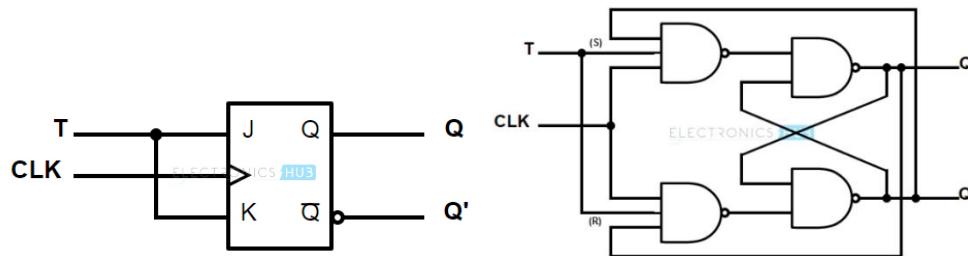 T J Q Q
CLK
ELECTRONICS HUB
K Q Q'
T (S)
Q
CLK
ELECTRONICS HUB
(R)
Q